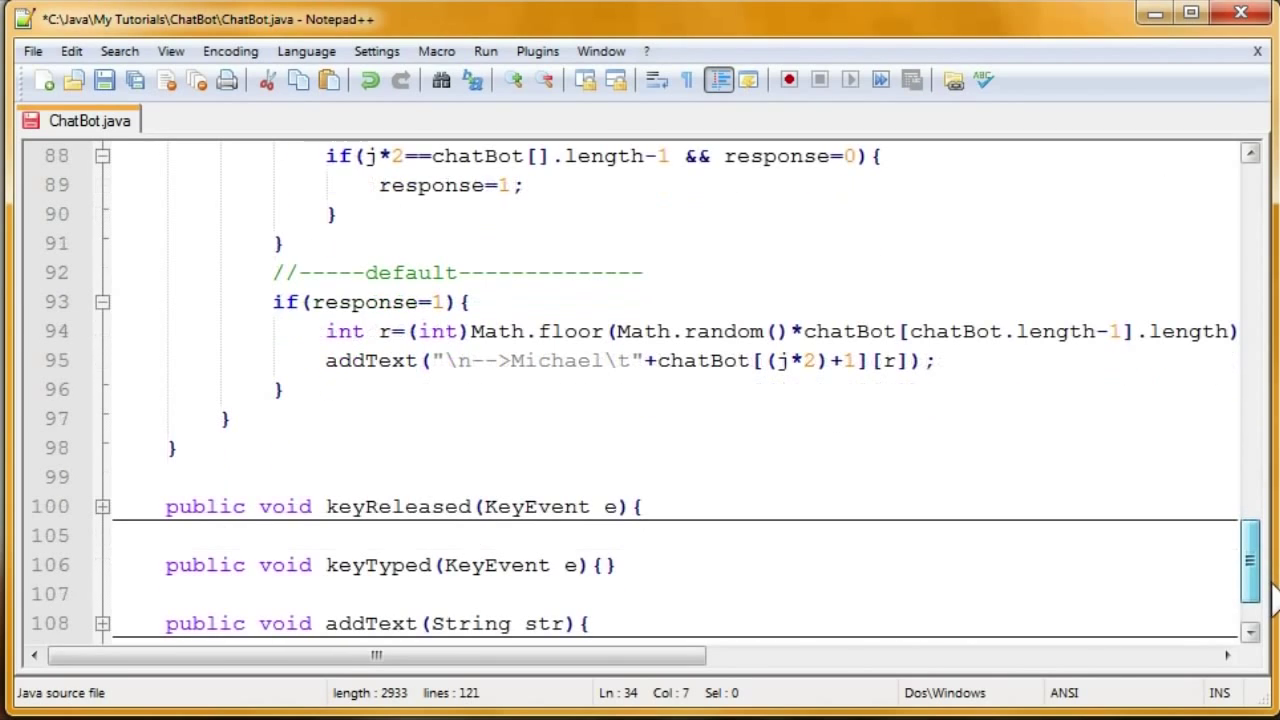 *C:\Java\My Tutorials\ChatBot\ChatBot.java - Notepad++
File Edit Search View Encoding Language Settings Macro Run Plugins Window ? X
ChatBot.java
88 if(j*2==chatBot[].length-1 && response=0){
89 response=1;
90 }
91 }
92 //-----default--------------
93 if(response=1){
94 int r=(int)Math.floor(Math.random()*chatBot[chatBot.length-1].length)
95 addText("\n-->Michael\t"+chatBot[(j*2)+1][r]);
96 }
97 }
98 }
99
100 public void keyReleased(KeyEvent e){
105
106 public void keyTyped(KeyEvent e){}
107
108 public void addText(String str){
Java source file length : 2933 lines : 121 Ln : 34 Col : 7 Sel : 0 Dos\Windows ANSI INS